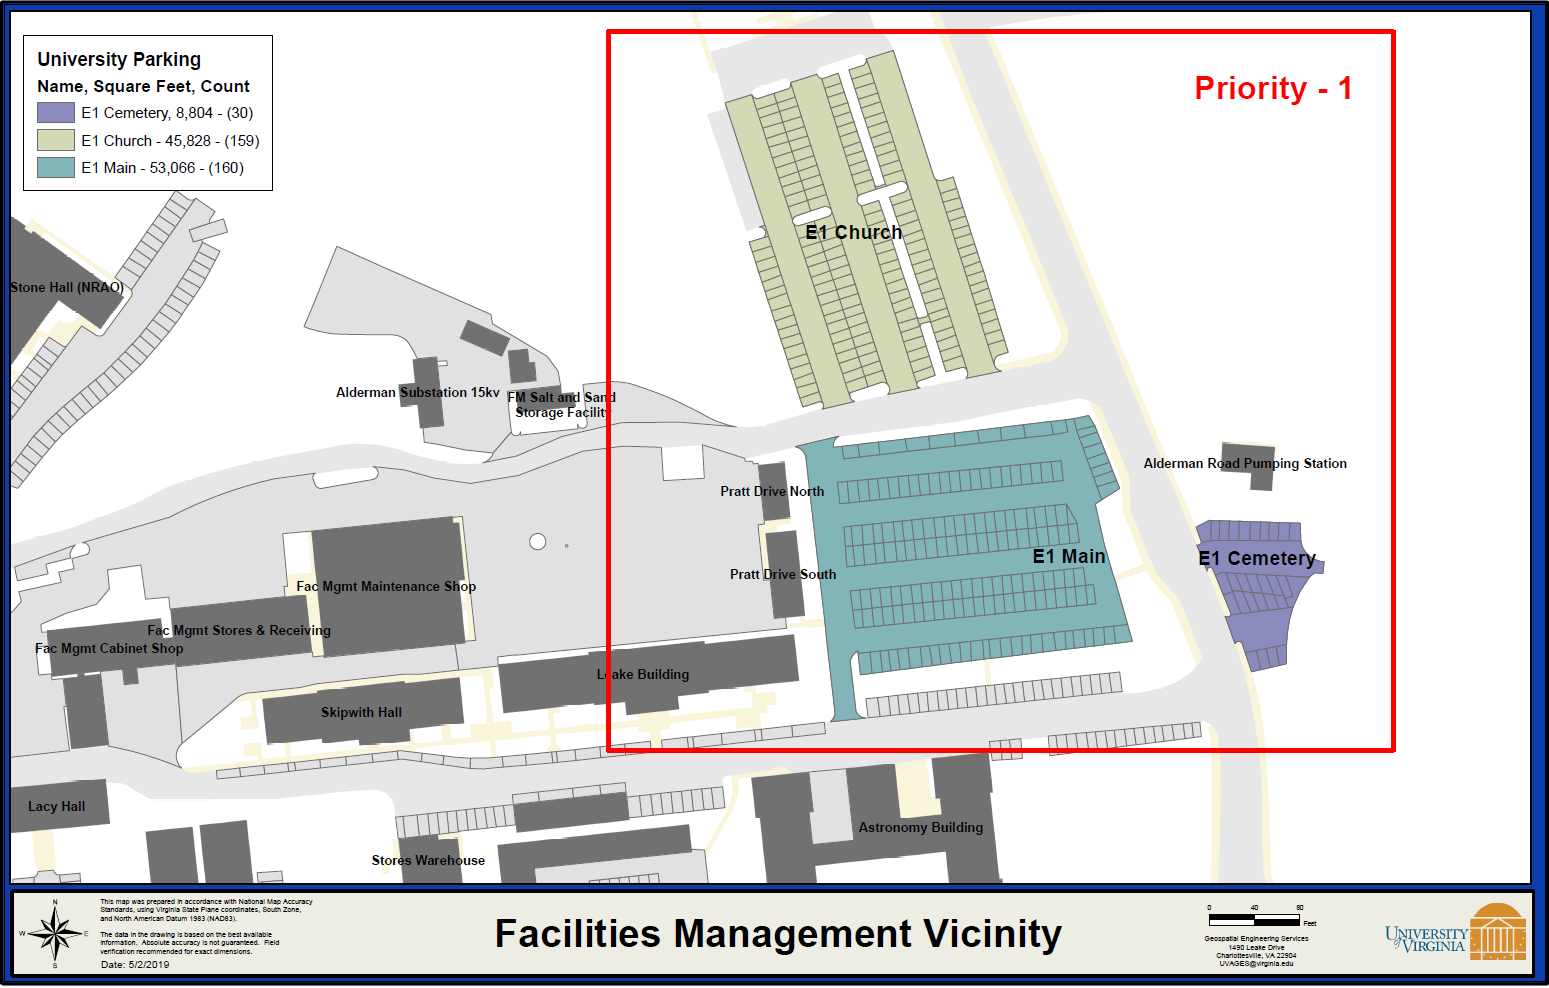 University Parking
Name, Square Feet, Count
E1 Cemetery, 8,804 - (30)
E1 Church - 45,828 - (159)
E1 Main - 53,066 - (160)
Priority - 1
E1 Church
Stone Hall (NRAO)
Alderman Substation 15kv
FM Salt and Sand
Storage Facility
Alderman Road Pumping Station
Pratt Drive North
E1 Main
E1 Cemetery
Pratt Drive South
Fac Mgmt Maintenance Shop
Fac Mgmt Stores & Receiving
Fac Mgmt Cabinet Shop
Leake Building
Skipwith Hall
Lacy Hall
Astronomy Building
Stores Warehouse
N
W
E
S
This map was prepared in accordance with National Map Accuracy
Standards, using Virginia State Plane coordinates, South Zone,
and North American Datum 1983 (NAD83).
The data in the drawing is based on the best available
information. Absolute accuracy is not guaranteed. Field
verification recommended for exact dimensions.
Date: 5/2/2019
Facilities Management Vicinity
0 40 80
Feet
Geospatial Engineering Services
1490 Leake Drive
Charlottesville, VA 22904
UVAGES@virginia.edu
UNIVERSITY
of VIRGINIA